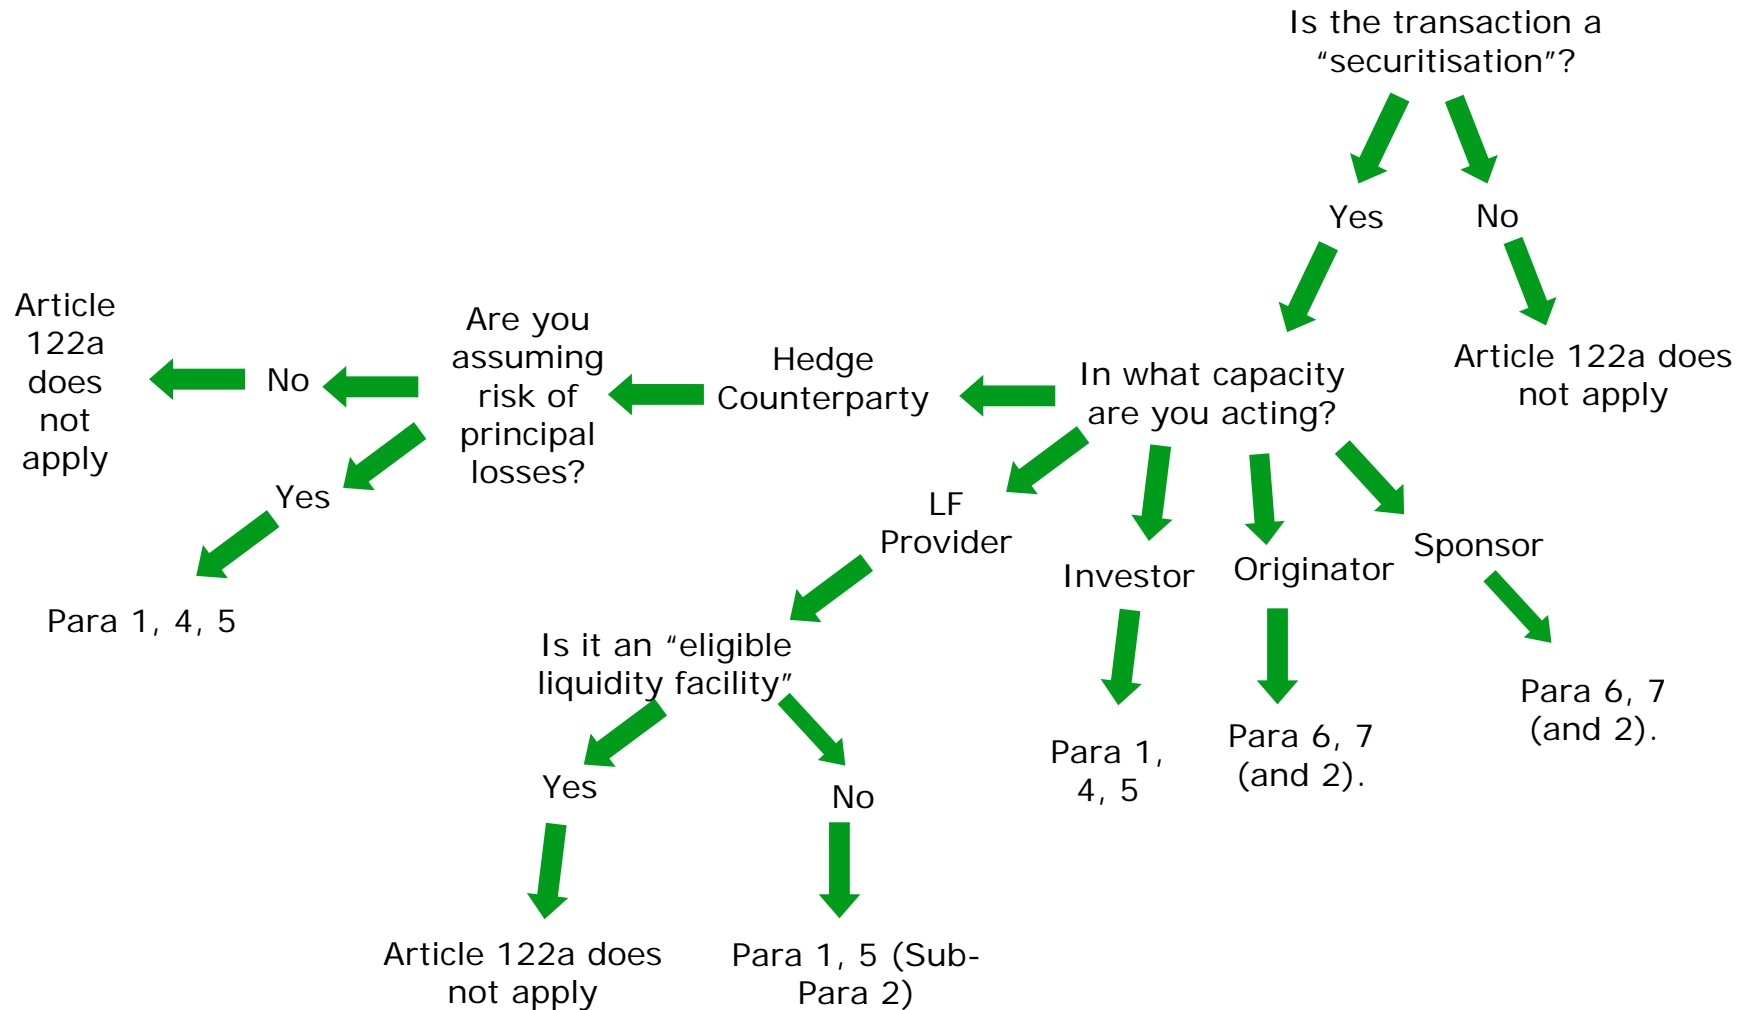 Is the transaction a
“securitisation”?
Yes
No
Article 122a does
not apply
In what capacity
are you acting?
Hedge
Counterparty
Are you
assuming
risk of
principal
losses?
No
Article
122a
does
not
apply
Yes
Para 1, 4, 5
LF
Provider
Is it an “eligible
liquidity facility”
Yes
Article 122a does
not apply
No
Para 1, 5 (Sub-
Para 2)
Investor
Para 1,
4, 5
Originator
Para 6, 7
(and 2).
Sponsor
Para 6, 7
(and 2).